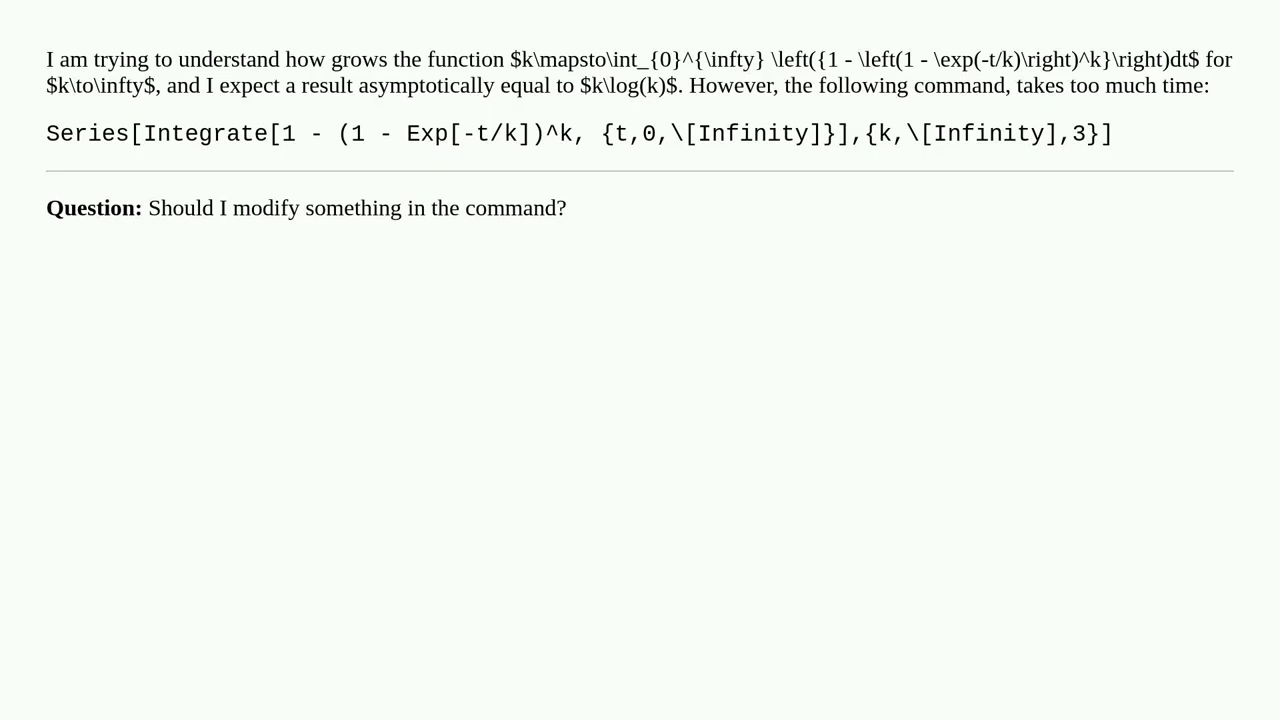 I am trying to understand how grows the function $k\mapsto\int_{0}^{\infty} \left({1 - \left(1 - \exp(-t/k)\right)^k}\right)dt$ for
$k\to\infty$, and I expect a result asymptotically equal to $k\log(k)$. However, the following command, takes too much time:
Series[Integrate[1 - (1 - Exp[-t/k])^k, {t,0,\[Infinity]}],{k,\[Infinity],3}]
Question: Should I modify something in the command?